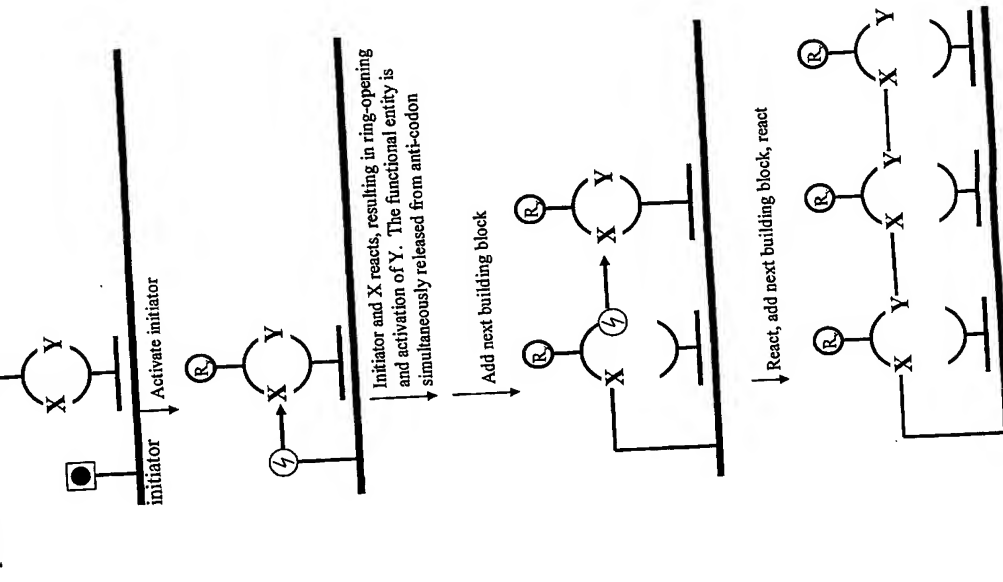 X Y
initiator
Activate initiator
R
X Y
Initiator and X reacts, resulting in ring-opening
and activation of Y. The functional entity is
simultaneously released from anti-codon
Add next building block
R R
X X Y
React, add next building block, react
R R R
X Y X Y X Y